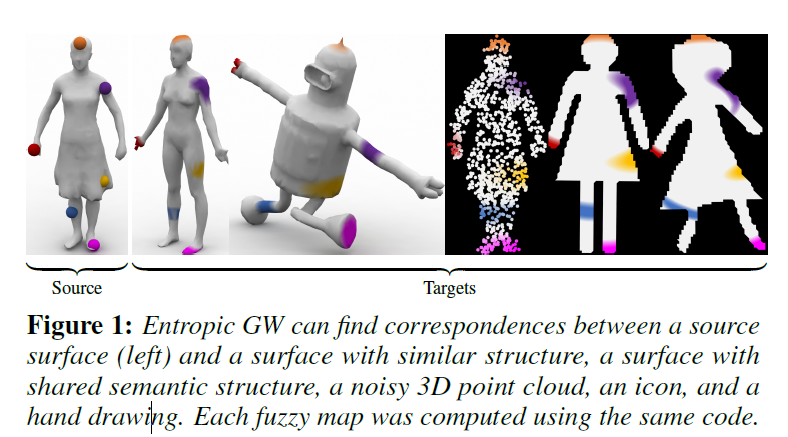 Source
Targets
Figure 1: Entropic GW can find correspondences between a source
surface (left) and a surface with similar structure, a surface with
shared semantic structure, a noisy 3D point cloud, an icon, and a
hand drawing. Each fuzzy map was computed using the same code.